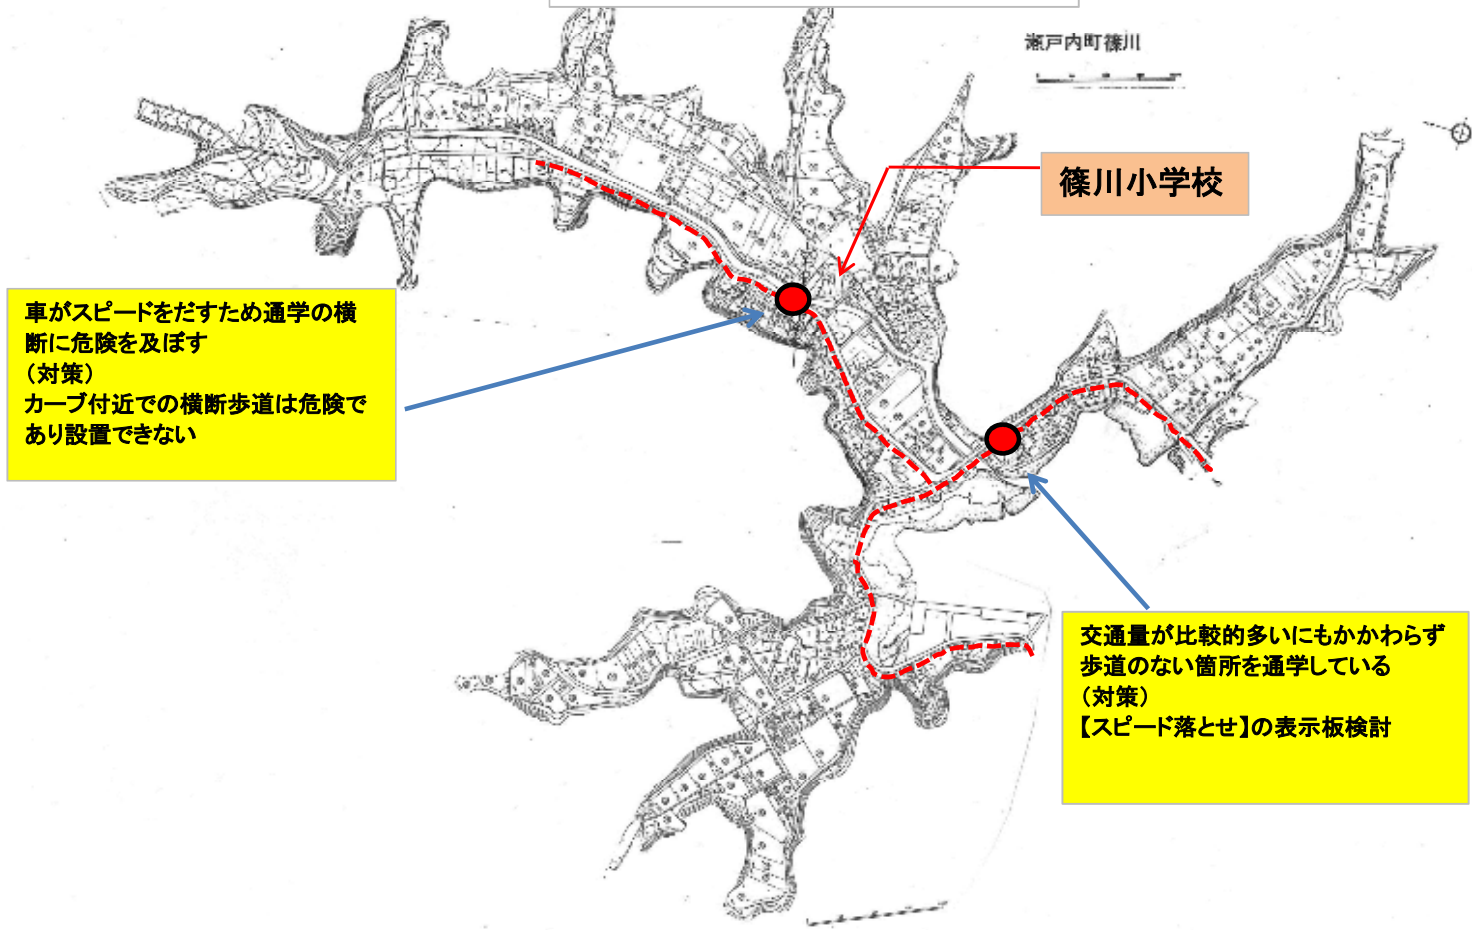 瀬戸内町篠川
篠川小学校
車がスピードをだすため通学の横
断に危険を及ぼす
（対策）
カーブ付近での横断歩道は危険で
あり設置できない
交通量が比較的多いにもかかわらず
歩道のない箇所を通学している
（対策）
【スピード落とせ】の表示板検討